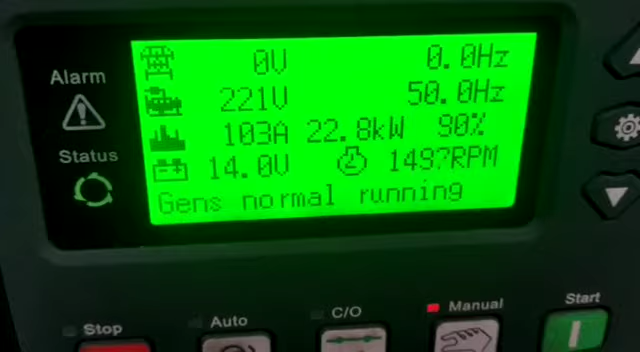 0V 0.0Hz
Alarm
221V 50.0Hz
103A 22.8kW 90%
Status
14.0V 1497RPM
Gens normal running
Stop
Auto
C/O
Manual
Start